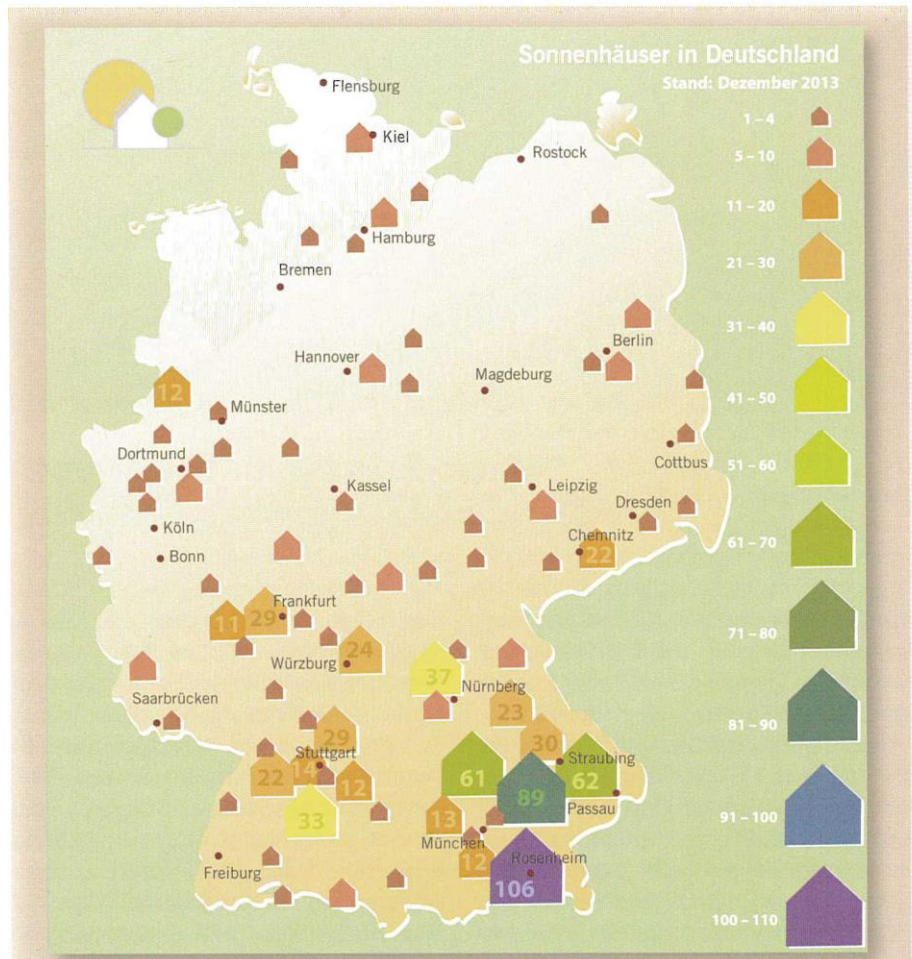 Sonnenhäuser in Deutschland
Stand: Dezember 2013
1 – 4
5 – 10
11 – 20
21 – 30
31 – 40
41 – 50
51 – 60
61 – 70
71 – 80
81 – 90
91 – 100
100 – 110
Flensburg
Kiel
Rostock
Hamburg
Bremen
Hannover
Berlin
Magdeburg
12
Münster
Dortmund
Cottbus
Kassel
Leipzig
Dresden
Köln
Chemnitz
22
Bonn
Frankfurt
11
29
Würzburg
24
37
Nürnberg
Saarbrücken
23
29
30
Stuttgart
Straubing
22
14
12
61
89
62
Passau
33
13
München
Freiburg
12
Rosenheim
106